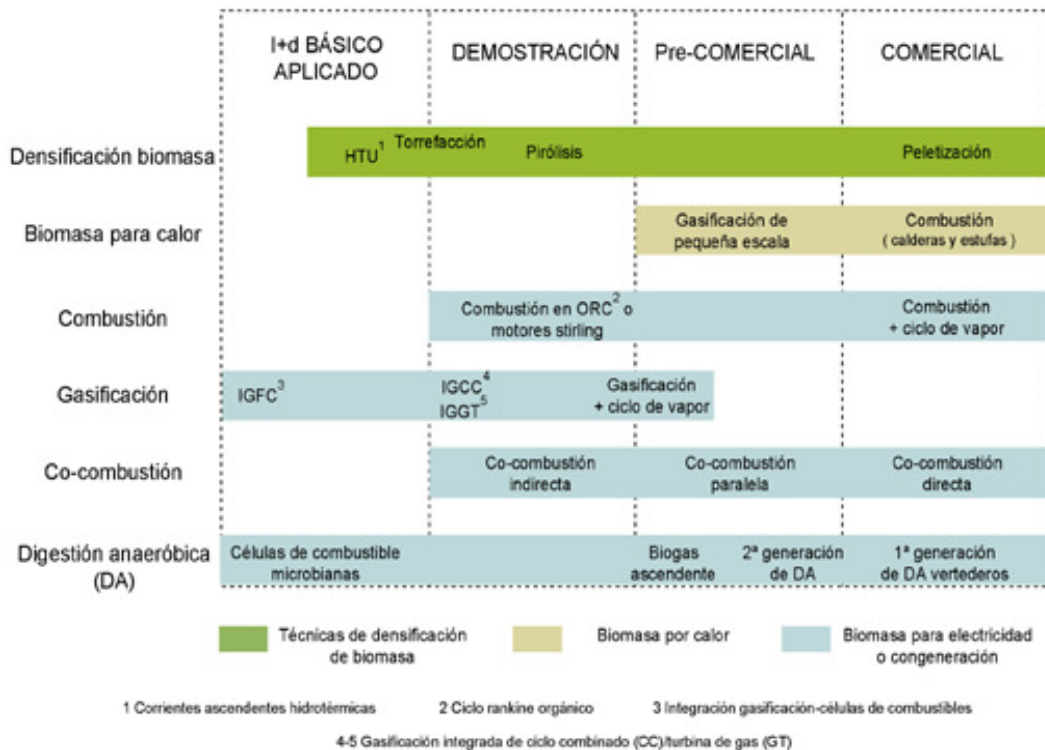 I+d BÁSICO
APLICADO
DEMOSTRACIÓN
Pre-COMERCIAL
COMERCIAL
Densificación biomasa
HTU1
Torrefacción
Pirólisis
Peletización
Biomasa para calor
Gasificación de
pequeña escala
Combustión
( calderas y estufas )
Combustión
Combustión en ORC2 o
motores stirling
Combustión
+ ciclo de vapor
Gasificación
IGFC3
IGCC4
IGGT5
Gasificación
+ ciclo de vapor
Co-combustión
Co-combustión
indirecta
Co-combustión
paralela
Co-combustión
directa
Digestión anaeróbica
(DA)
Células de combustible
microbianas
Biogas
ascendente
2ª generación
de DA
1ª generación
de DA vertederos
Técnicas de densificación
de biomasa
Biomasa por calor
Biomasa para electricidad
o congeneración
1 Corrientes ascendentes hidrotérmicas
2 Ciclo rankine orgánico
3 Integración gasificación-células de combustibles
4-5 Gasificación integrada de ciclo combinado (CC)/turbina de gas (GT)